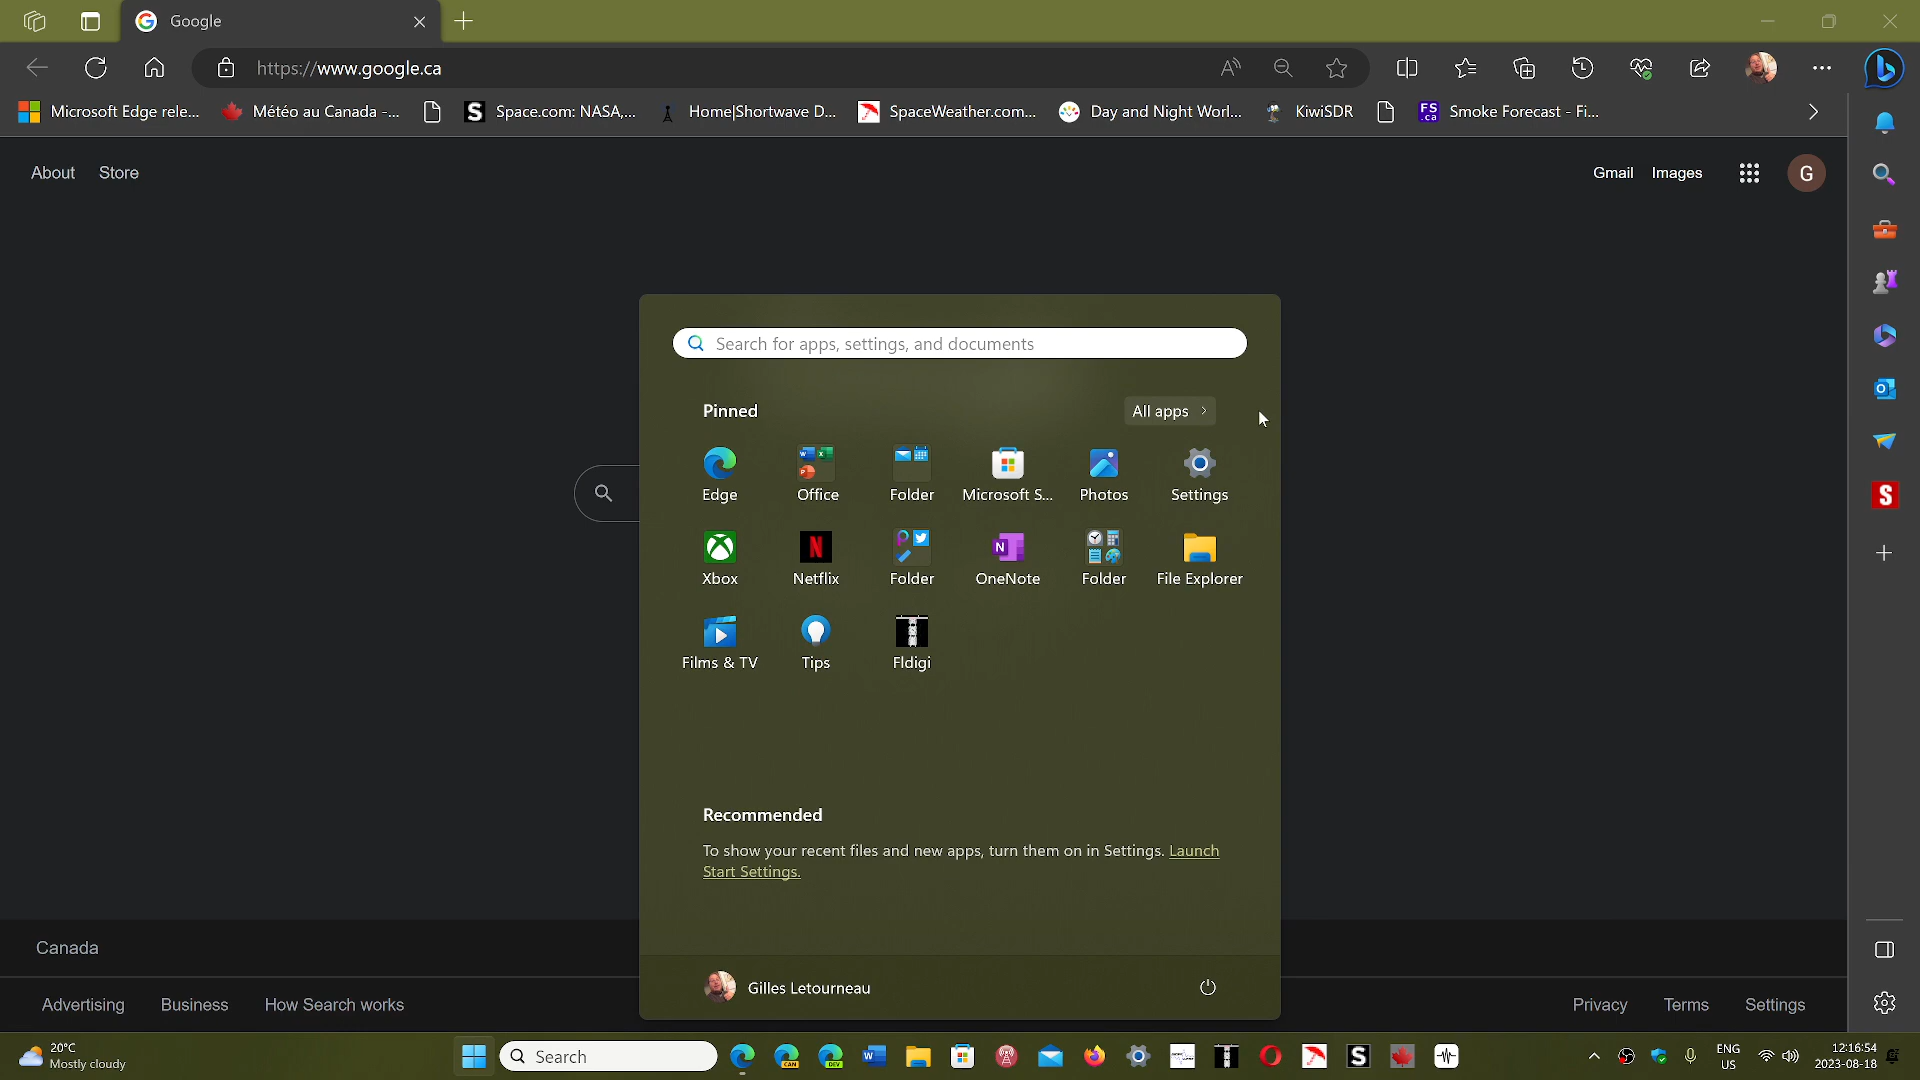 Google
https://www.google.ca
Microsoft Edge rele...
Météo au Canada -...
Space.com: NASA,...
Home|Shortwave D...
SpaceWeather.com...
Day and Night Worl...
KiwiSDR
FS.ca
Smoke Forecast - Fi...
About
Store
Gmail
Images
G
Search for apps, settings, and documents
Pinned
All apps
Edge
Office
Folder
Microsoft S...
Photos
Settings
Xbox
Netflix
Folder
OneNote
Folder
File Explorer
Films & TV
Tips
Fldigi
Recommended
To show your recent files and new apps, turn them on in Settings. Launch
Start Settings.
Canada
Gilles Letourneau
Advertising
Business
How Search works
Privacy
Terms
Settings
20°C
Mostly cloudy
Search
CAN
DEV
ENG
US
12:16:54
2023-08-18